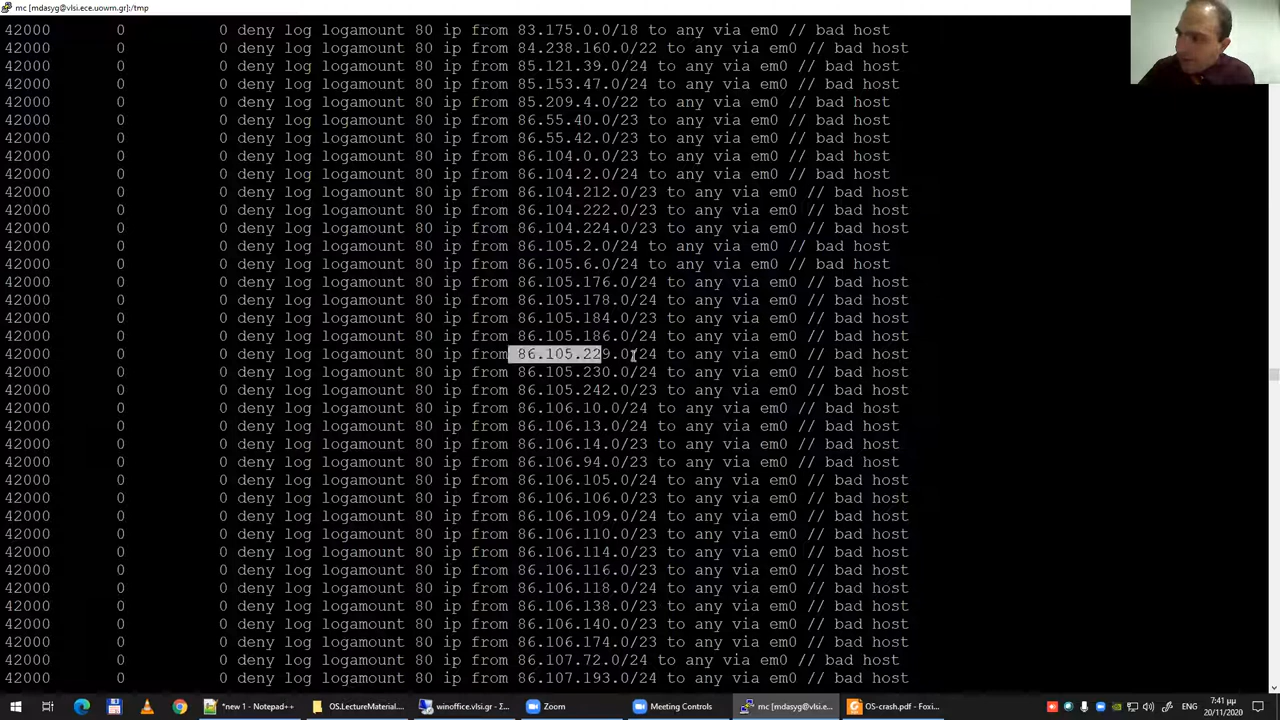 mc [mdasyg@vlsi.ece.uowm.gr]:/tmp
42000 0 0 deny log logamount 80 ip from 83.175.0.0/18 to any via em0 // bad host
42000 0 0 deny log logamount 80 ip from 84.238.160.0/22 to any via em0 // bad host
42000 0 0 deny log logamount 80 ip from 85.121.39.0/24 to any via em0 // bad host
42000 0 0 deny log logamount 80 ip from 85.153.47.0/24 to any via em0 // bad host
42000 0 0 deny log logamount 80 ip from 85.209.4.0/22 to any via em0 // bad host
42000 0 0 deny log logamount 80 ip from 86.55.40.0/23 to any via em0 // bad host
42000 0 0 deny log logamount 80 ip from 86.55.42.0/23 to any via em0 // bad host
42000 0 0 deny log logamount 80 ip from 86.104.0.0/23 to any via em0 // bad host
42000 0 0 deny log logamount 80 ip from 86.104.2.0/24 to any via em0 // bad host
42000 0 0 deny log logamount 80 ip from 86.104.212.0/23 to any via em0 // bad host
42000 0 0 deny log logamount 80 ip from 86.104.222.0/23 to any via em0 // bad host
42000 0 0 deny log logamount 80 ip from 86.104.224.0/23 to any via em0 // bad host
42000 0 0 deny log logamount 80 ip from 86.105.2.0/24 to any via em0 // bad host
42000 0 0 deny log logamount 80 ip from 86.105.6.0/24 to any via em0 // bad host
42000 0 0 deny log logamount 80 ip from 86.105.176.0/24 to any via em0 // bad host
42000 0 0 deny log logamount 80 ip from 86.105.178.0/24 to any via em0 // bad host
42000 0 0 deny log logamount 80 ip from 86.105.184.0/23 to any via em0 // bad host
42000 0 0 deny log logamount 80 ip from 86.105.186.0/24 to any via em0 // bad host
42000 0 0 deny log logamount 80 ip from 86.105.229.0/24 to any via em0 // bad host
42000 0 0 deny log logamount 80 ip from 86.105.230.0/24 to any via em0 // bad host
42000 0 0 deny log logamount 80 ip from 86.105.242.0/23 to any via em0 // bad host
42000 0 0 deny log logamount 80 ip from 86.106.10.0/24 to any via em0 // bad host
42000 0 0 deny log logamount 80 ip from 86.106.13.0/24 to any via em0 // bad host
42000 0 0 deny log logamount 80 ip from 86.106.14.0/23 to any via em0 // bad host
42000 0 0 deny log logamount 80 ip from 86.106.94.0/23 to any via em0 // bad host
42000 0 0 deny log logamount 80 ip from 86.106.105.0/24 to any via em0 // bad host
42000 0 0 deny log logamount 80 ip from 86.106.106.0/23 to any via em0 // bad host
42000 0 0 deny log logamount 80 ip from 86.106.109.0/24 to any via em0 // bad host
42000 0 0 deny log logamount 80 ip from 86.106.110.0/23 to any via em0 // bad host
42000 0 0 deny log logamount 80 ip from 86.106.114.0/23 to any via em0 // bad host
42000 0 0 deny log logamount 80 ip from 86.106.116.0/23 to any via em0 // bad host
42000 0 0 deny log logamount 80 ip from 86.106.118.0/24 to any via em0 // bad host
42000 0 0 deny log logamount 80 ip from 86.106.138.0/23 to any via em0 // bad host
42000 0 0 deny log logamount 80 ip from 86.106.140.0/23 to any via em0 // bad host
42000 0 0 deny log logamount 80 ip from 86.106.174.0/23 to any via em0 // bad host
42000 0 0 deny log logamount 80 ip from 86.107.72.0/24 to any via em0 // bad host
42000 0 0 deny log logamount 80 ip from 86.107.193.0/24 to any via em0 // bad host
*new 1 - Notepad++ OS.LectureMaterial... winoffice.vlsi.gr - Σ... Zoom Meeting Controls mc [mdasyg@vlsi.e... OS-crash.pdf - Foxi... 7:41 μμ
20/11/2020